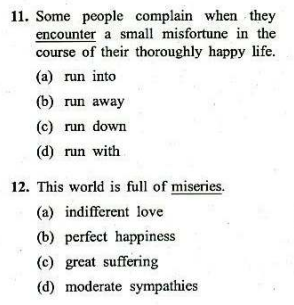 11. Some people complain when they
encounter a small misfortune in the
course of their thoroughly happy life.
(a) run into
(b) run away
(c) run down
(d) run with
12. This world is full of miseries.
(a) indifferent love
(b) perfect happiness
(c) great suffering
(d) moderate sympathies